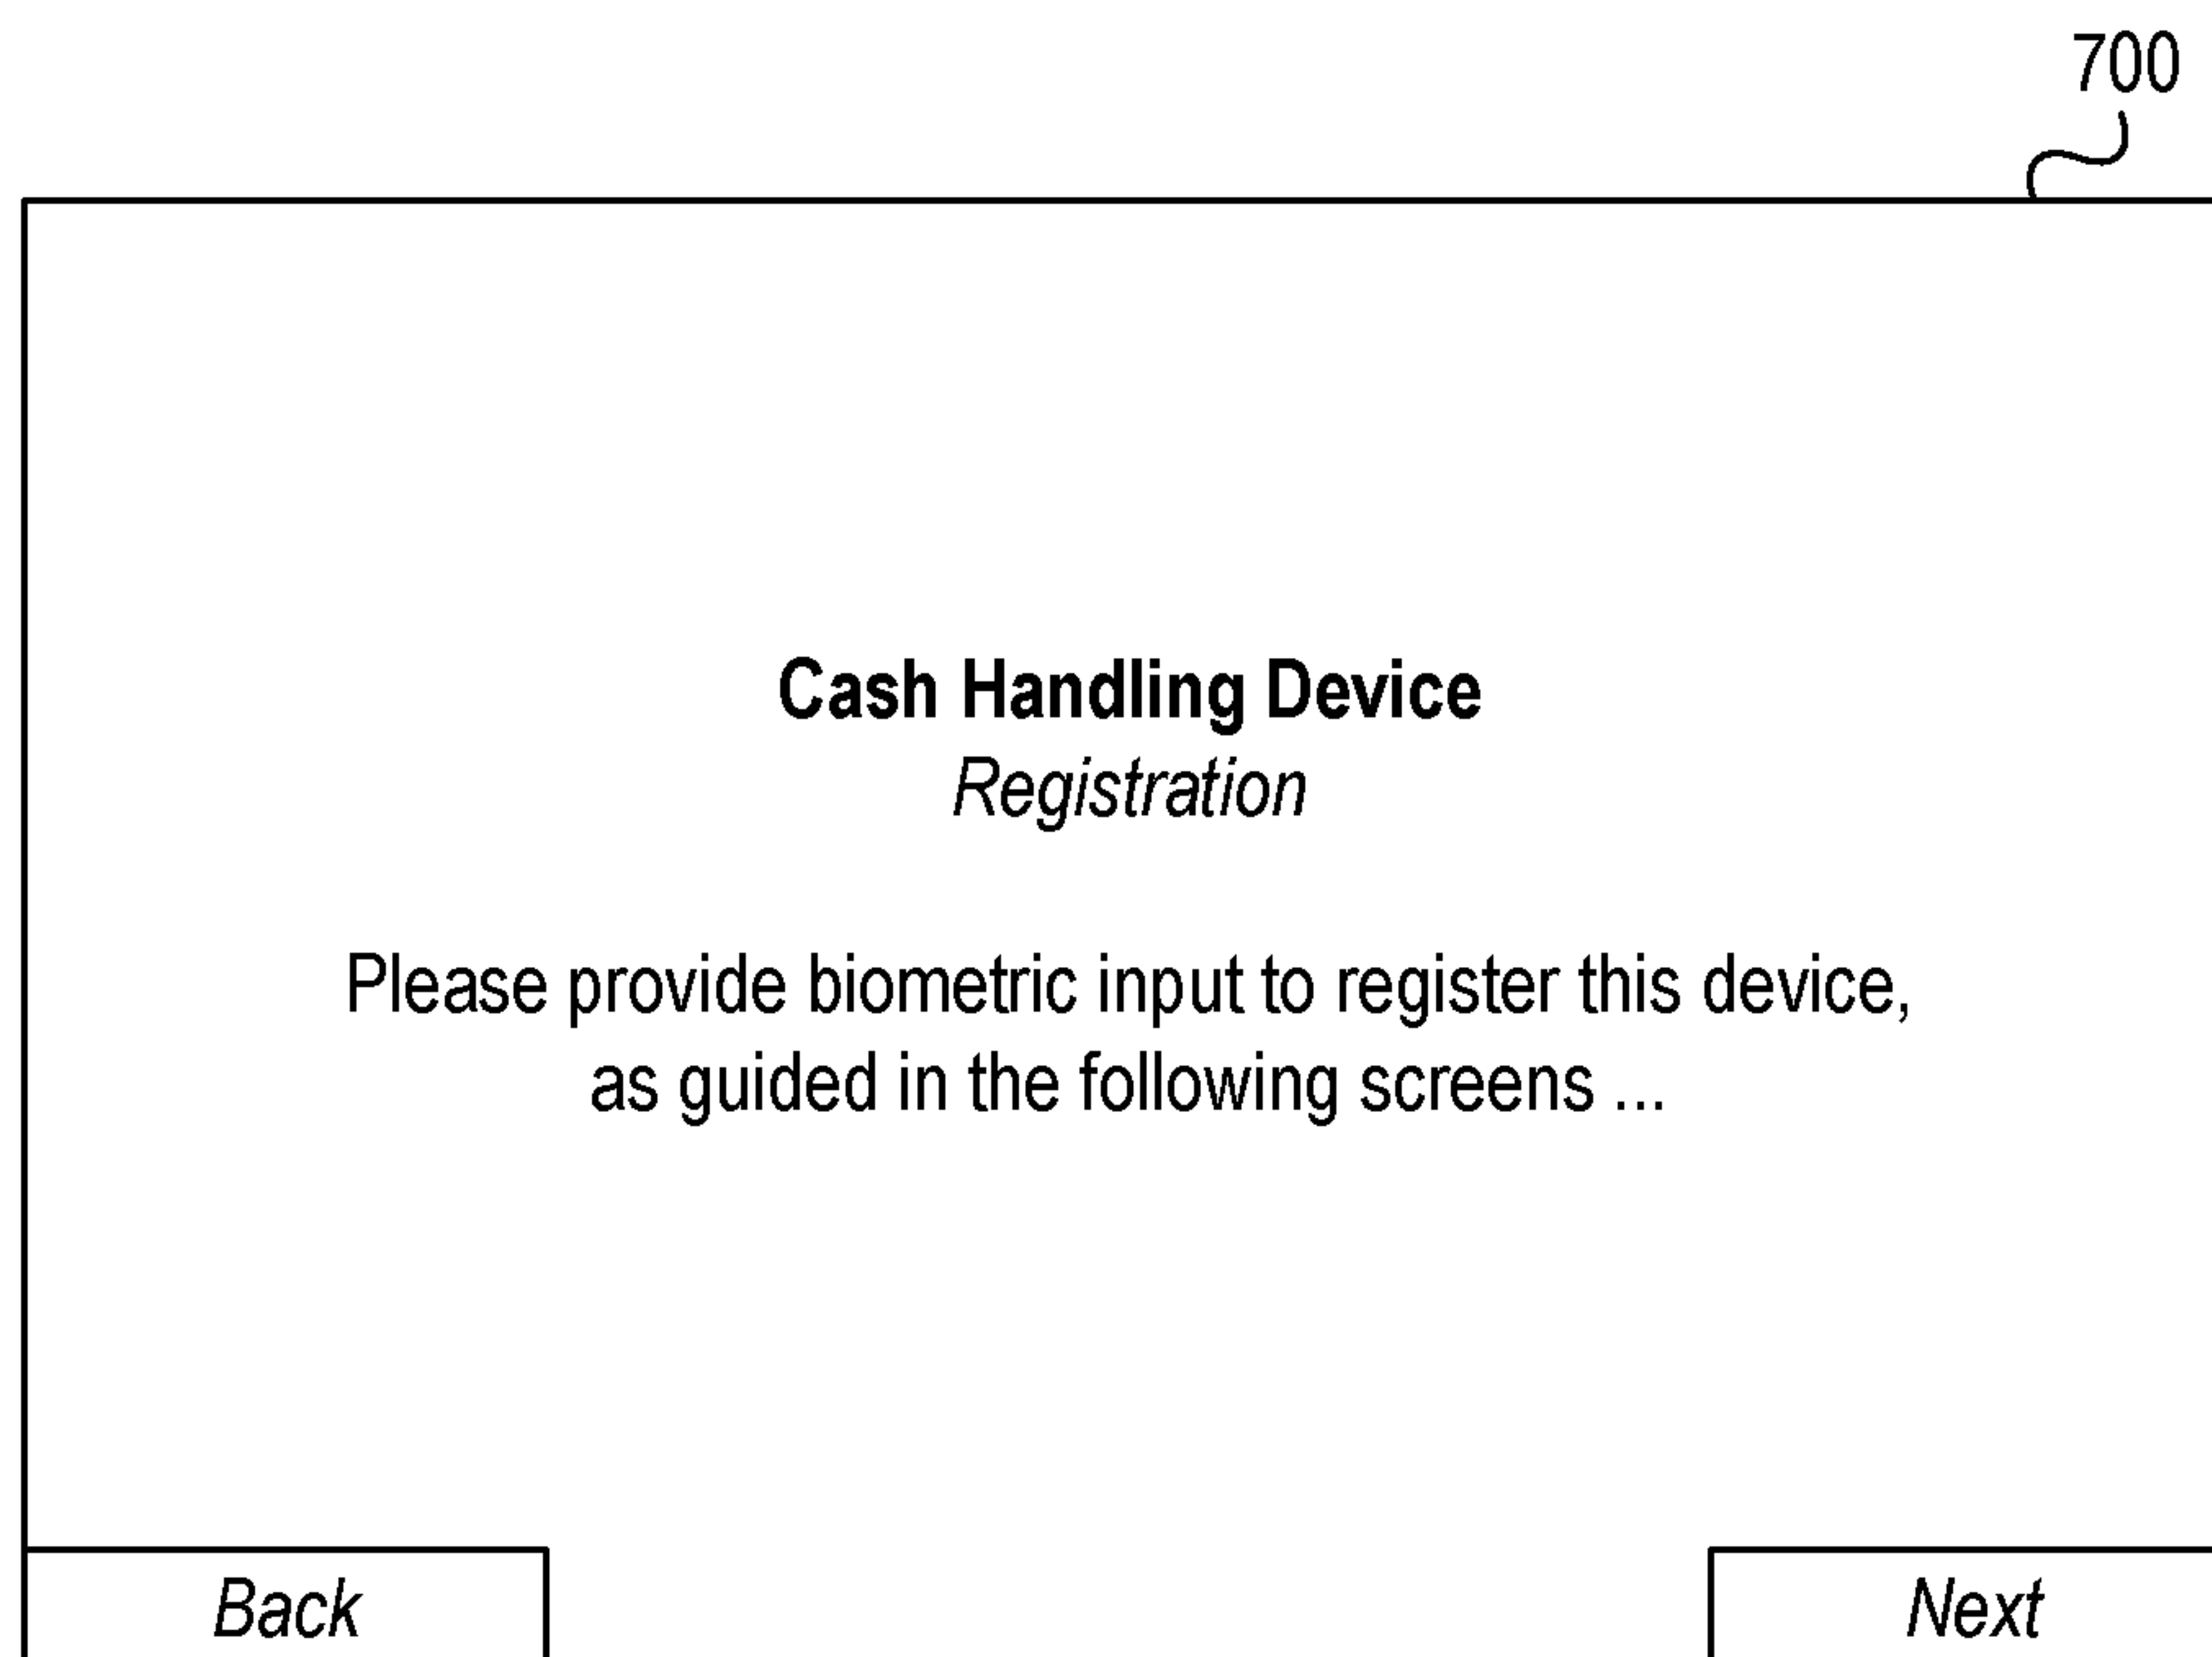 700
Cash Handling Device
Registration
Please provide biometric input to register this device,
as guided in the following screens ...
Back
Next